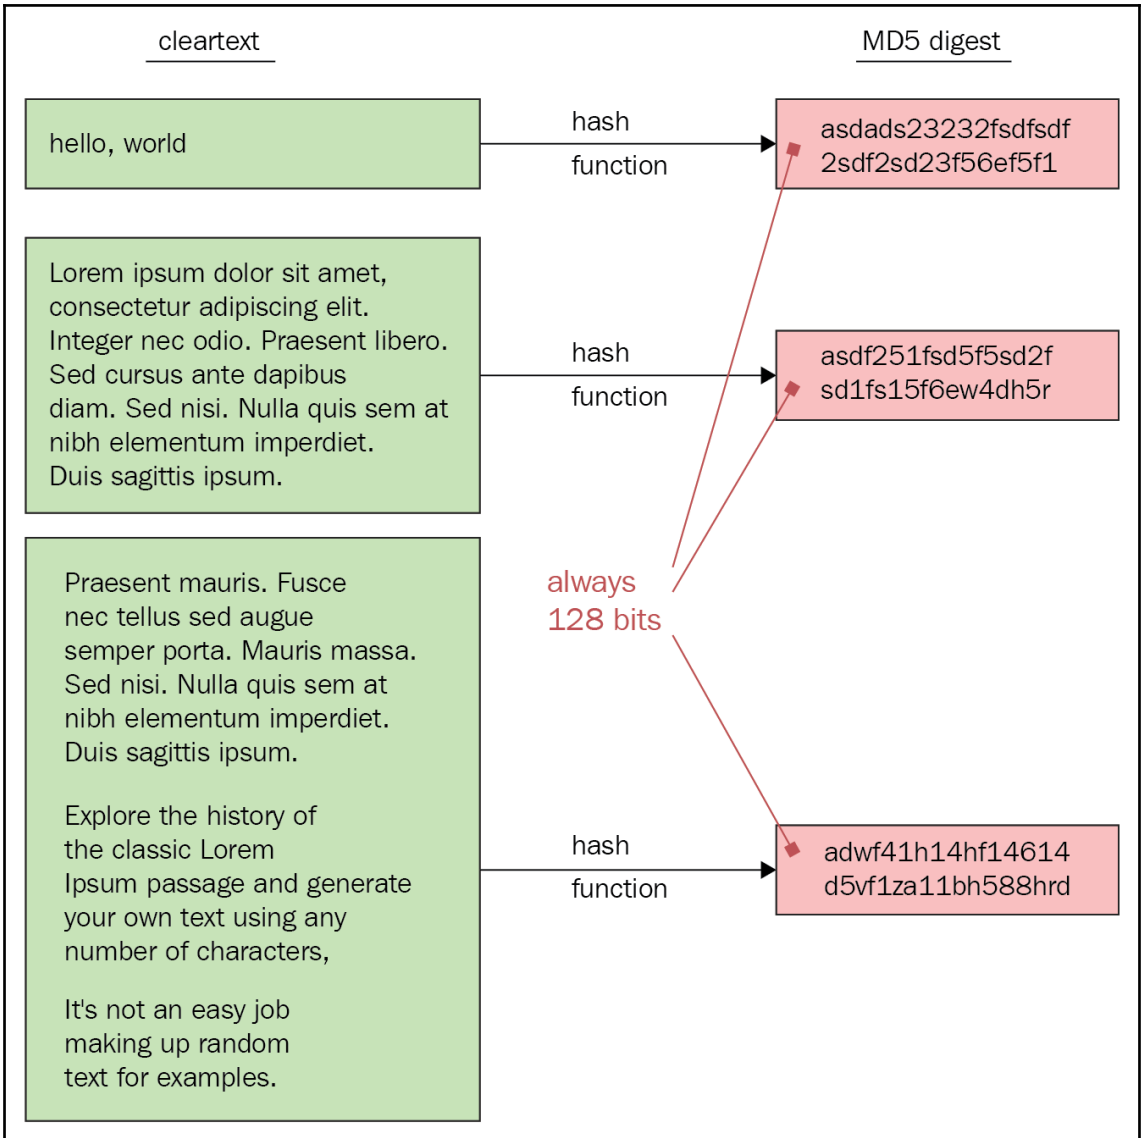 cleartext
MD5 digest
hello, world
hash
function
asdads23232fsdfsdf
2sdf2sd23f56ef5f1
Lorem ipsum dolor sit amet,
consectetur adipiscing elit.
Integer nec odio. Praesent libero.
Sed cursus ante dapibus
diam. Sed nisi. Nulla quis sem at
nibh elementum imperdiet.
Duis sagittis ipsum.
hash
function
asdf251fsd5f5sd2f
sd1fs15f6ew4dh5r
always
128 bits
Praesent mauris. Fusce
nec tellus sed augue
semper porta. Mauris massa.
Sed nisi. Nulla quis sem at
nibh elementum imperdiet.
Duis sagittis ipsum.
Explore the history of
the classic Lorem
Ipsum passage and generate
your own text using any
number of characters,
It's not an easy job
making up random
text for examples.
hash
function
adwf41h14hf14614
d5vf1za11bh588hrd